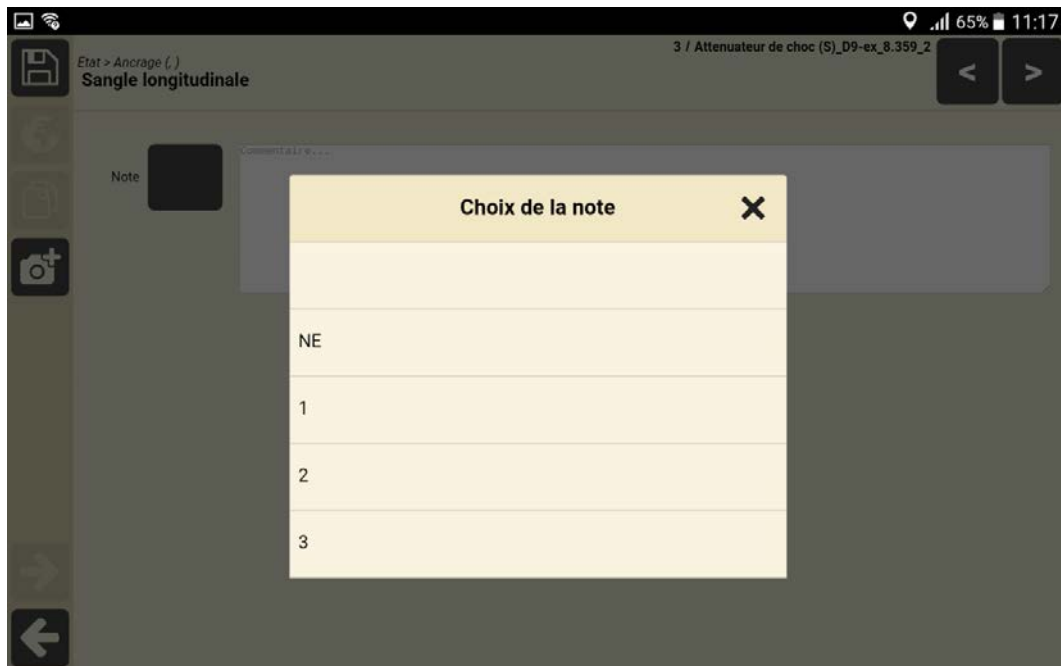 65% 11:17
3 / Attenuateur de choc (S)_D9-ex_8.359_2
Etat > Ancrage (, )
Sangle longitudinale
< >
Note
Commentaire...
Choix de la note
NE
1
2
3